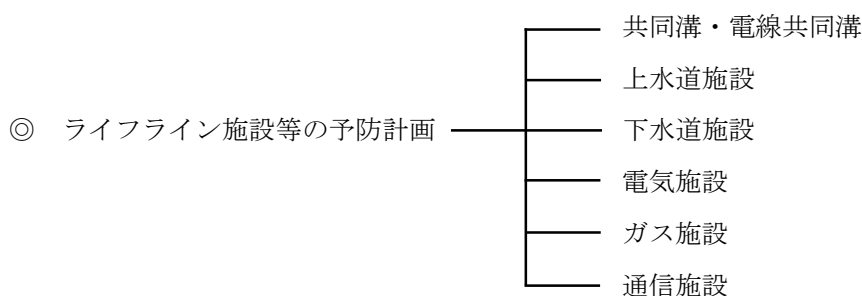 共同溝・電線共同溝
上水道施設
◎　ライフライン施設等の予防計画
下水道施設
電気施設
ガス施設
通信施設